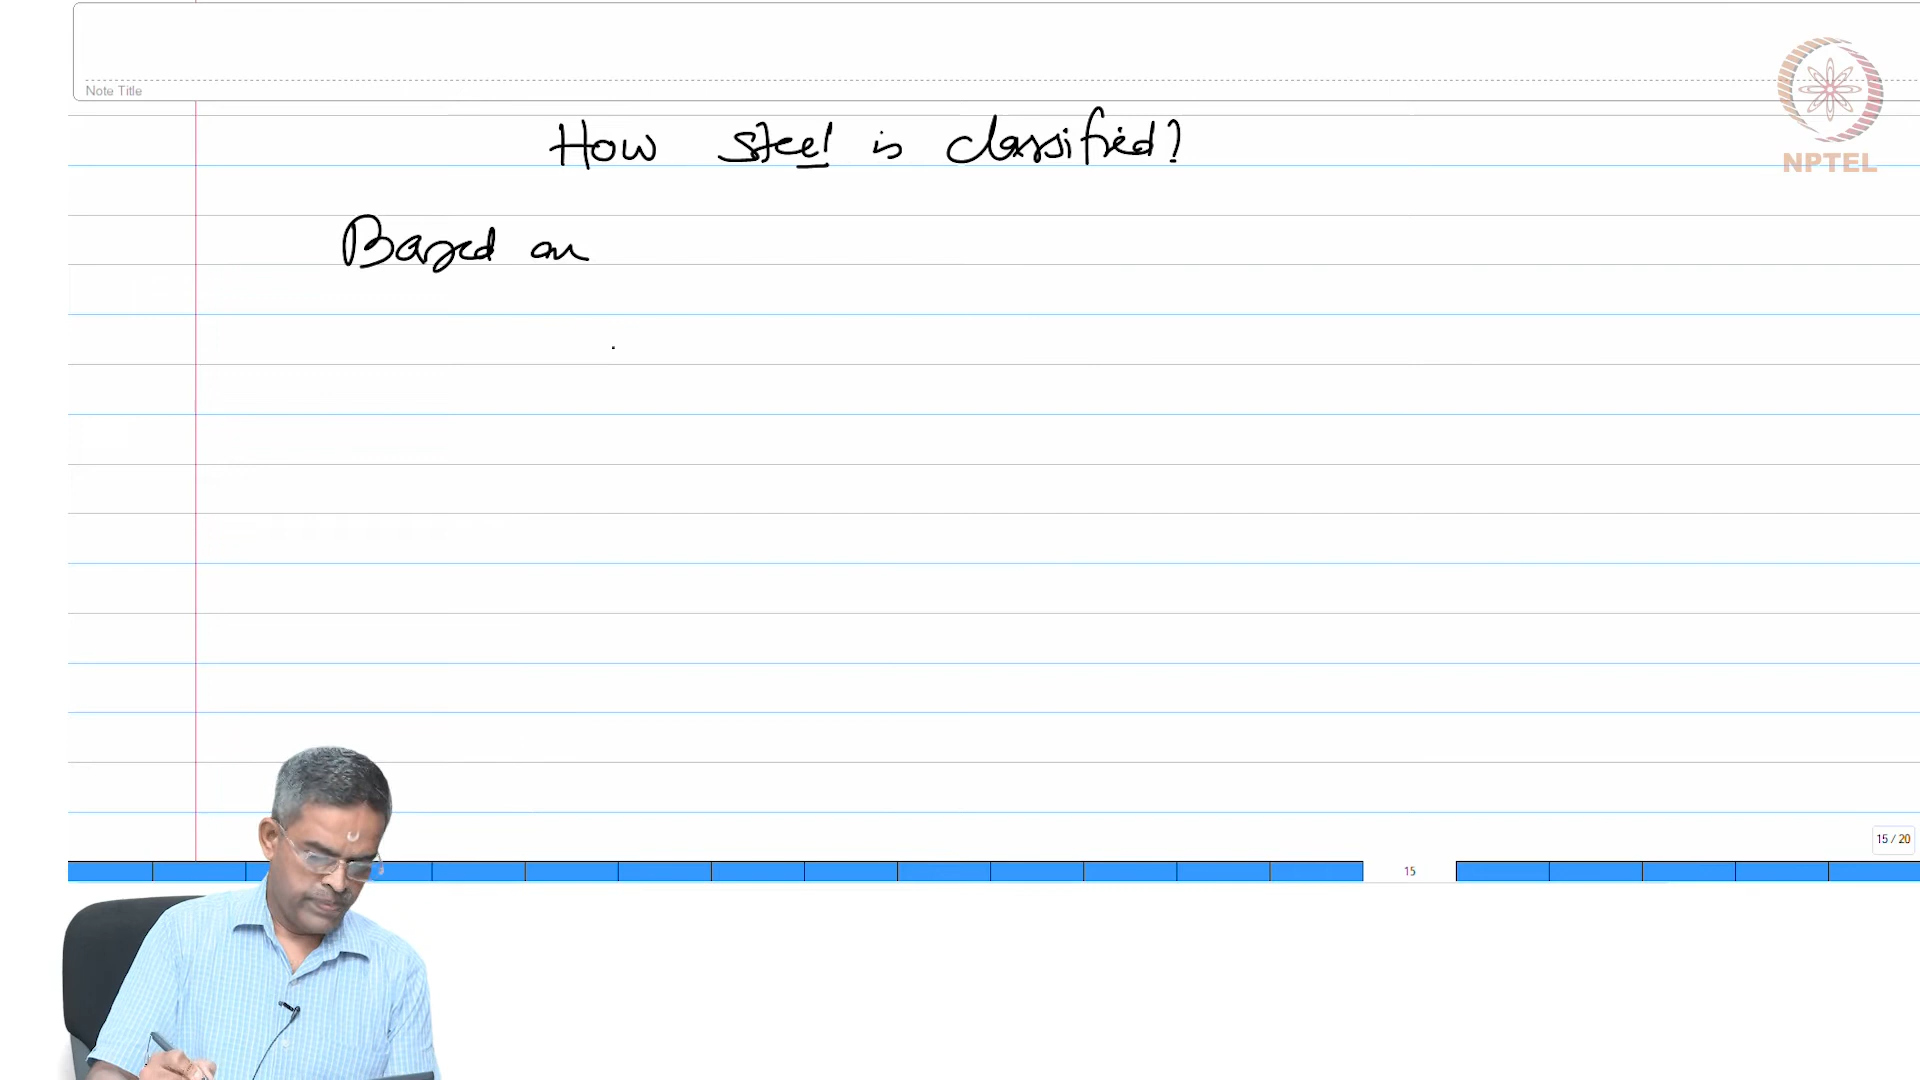 Note Title
How steel is classified?
Based on
NPTEL
15 / 20
15